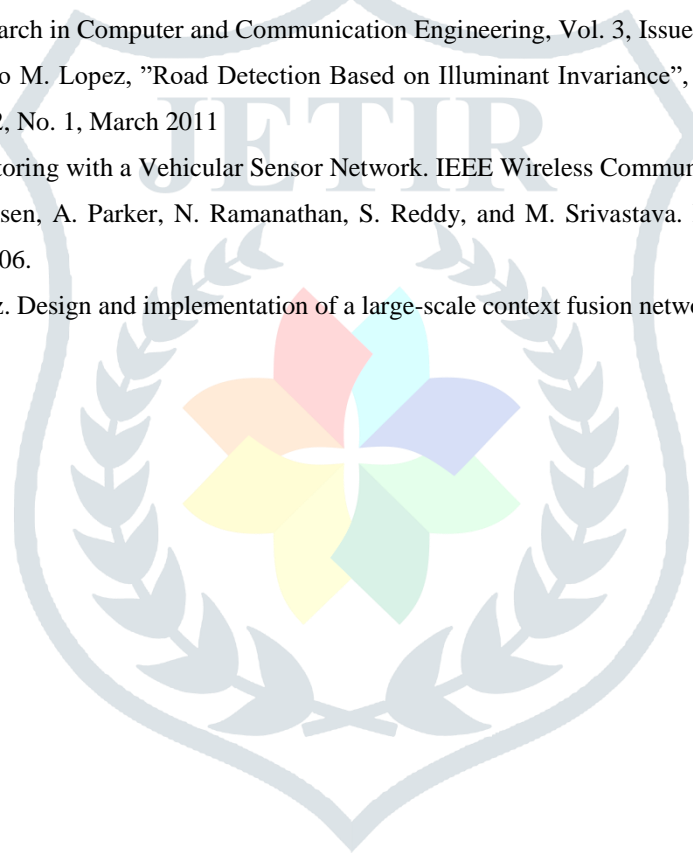 arch in Computer and Communication Engineering, Vol. 3, Issue
o M. Lopez, ”Road Detection Based on Illuminant Invariance”,
2, No. 1, March 2011
JETIR
toring with a Vehicular Sensor Network. IEEE Wireless Commun
sen, A. Parker, N. Ramanathan, S. Reddy, and M. Srivastava.
06.
z. Design and implementation of a large-scale context fusion netwo